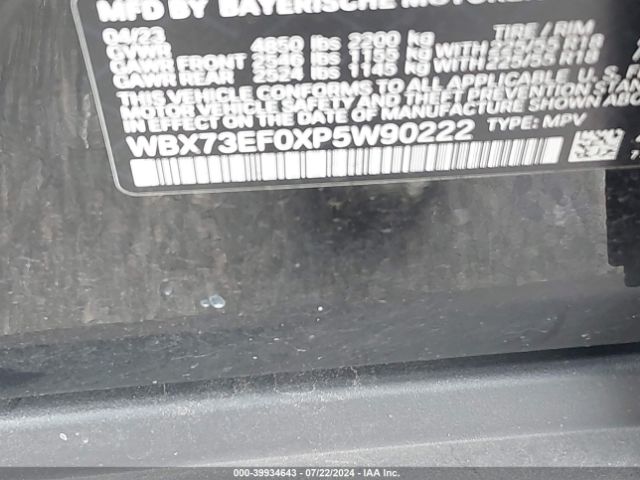 MFD BY BAYERISCHE MOTOREN
04/23 TIRE / RIM
GVWR 4850 lbs 2200 kg
GAWR FRONT 2546 lbs 1155 kg WITH 225/55 R18
GAWR REAR 2524 lbs 1145 kg WITH 225/55 R18
THIS VEHICLE CONFORMS TO ALL APPLICABLE U.S. F
MOTOR VEHICLE SAFETY, BUMPER, AND THEFT PREVENTION
STANDARDS IN EFFECT ON THE DATE OF MANUFACTURE SHOWN ABO
WBX73EF0XP5W90222 TYPE: MPV
000-39934643 - 07/22/2024 - IAA Inc.